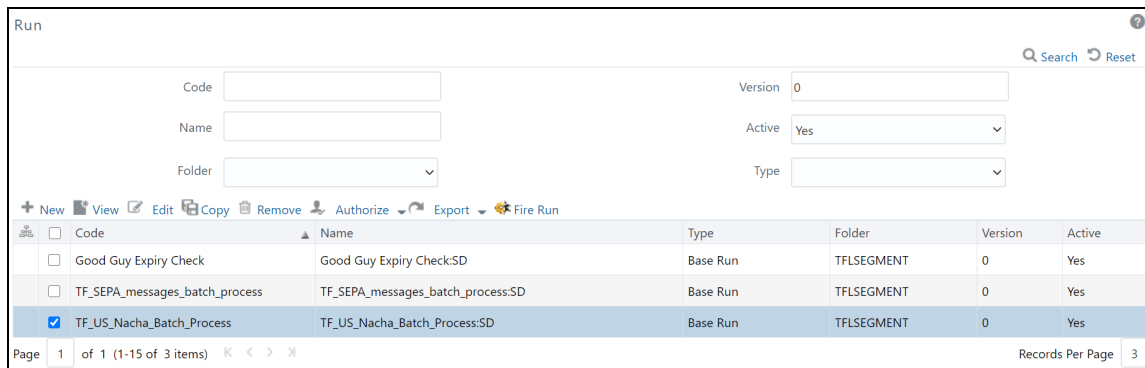 Run
Search Reset
Code Version 0
Name Active Yes
Folder Type
New View Edit Copy Remove Authorize Export Fire Run
Code Name Type Folder Version Active
Good Guy Expiry Check Good Guy Expiry Check:SD Base Run TFLSEGMENT 0 Yes
TF_SEPA_messages_batch_process TF_SEPA_messages_batch_process:SD Base Run TFLSEGMENT 0 Yes
TF_US_Nacha_Batch_Process TF_US_Nacha_Batch_Process:SD Base Run TFLSEGMENT 0 Yes
Page 1 of 1 (1-15 of 3 items) Records Per Page 3